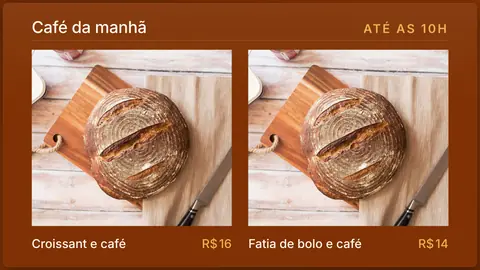 Café da manhã
ATÉ AS 10H
Croissant e café
R$16
Fatia de bolo e café
R$14